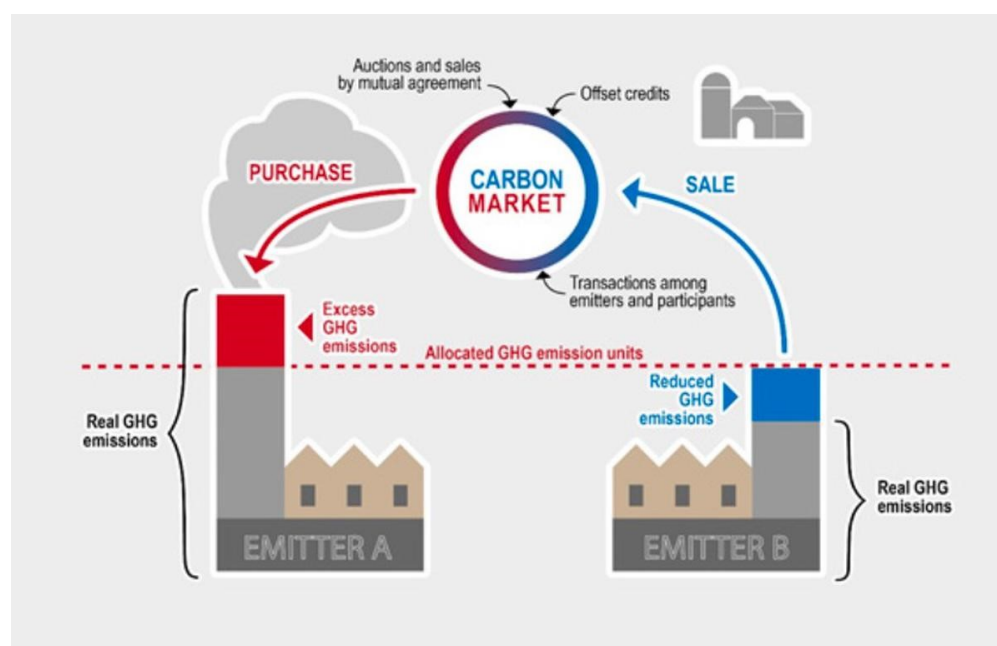 Auctions and sales
by mutual agreement
Offset credits
PURCHASE
CARBON
MARKET
SALE
Transactions among
emitters and participants
Excess
GHG
emissions
Allocated GHG emission units
Reduced
GHG
emissions
Real GHG
emissions
Real GHG
emissions
EMITTER A
EMITTER B